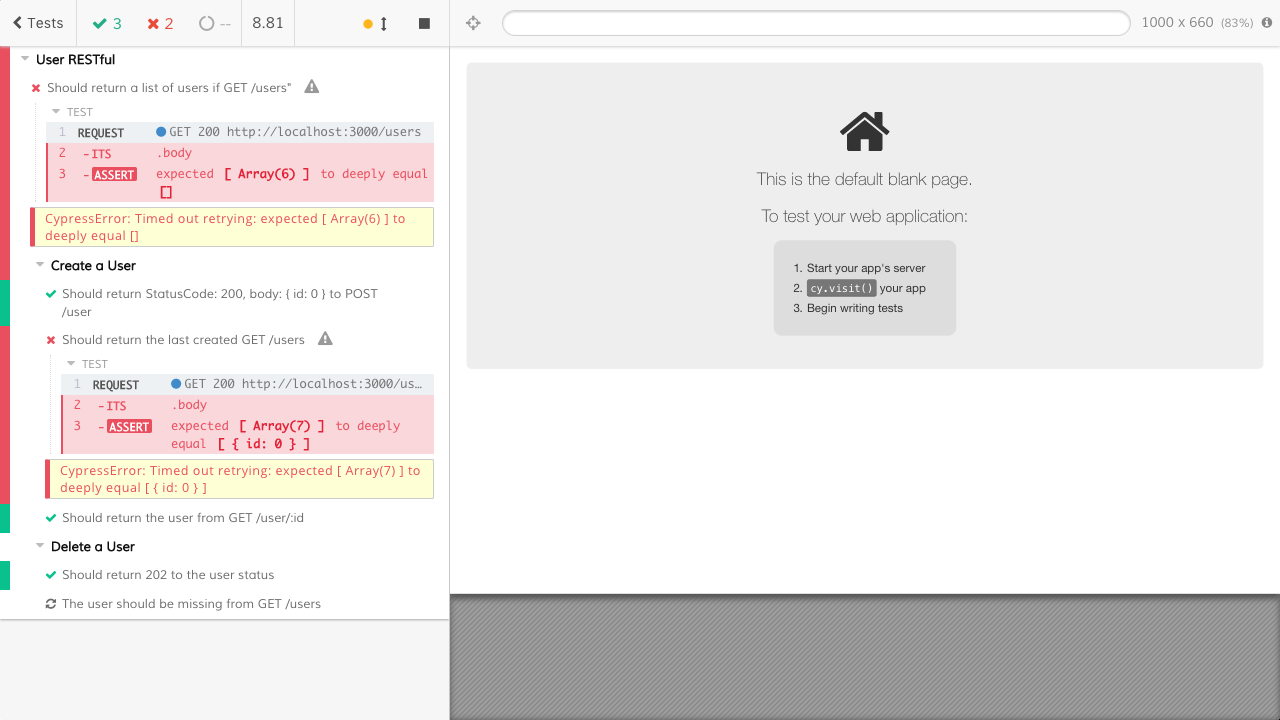 Tests 3 2 -- 8.81
1000 x 660 (83%)
User RESTful
Should return a list of users if GET /users"
TEST
1 REQUEST GET 200 http://localhost:3000/users
2 -ITS .body
3 -ASSERT expected [ Array(6) ] to deeply equal
[]
CypressError: Timed out retrying: expected [ Array(6) ] to
deeply equal []
Create a User
Should return StatusCode: 200, body: { id: 0 } to POST
/user
Should return the last created GET /users
TEST
1 REQUEST GET 200 http://localhost:3000/us…
2 -ITS .body
3 -ASSERT expected [ Array(7) ] to deeply
equal [ { id: 0 } ]
CypressError: Timed out retrying: expected [ Array(7) ] to
deeply equal [ { id: 0 } ]
Should return the user from GET /user/:id
Delete a User
Should return 202 to the user status
The user should be missing from GET /users
This is the default blank page.
To test your web application:
1. Start your app's server
2. cy.visit() your app
3. Begin writing tests